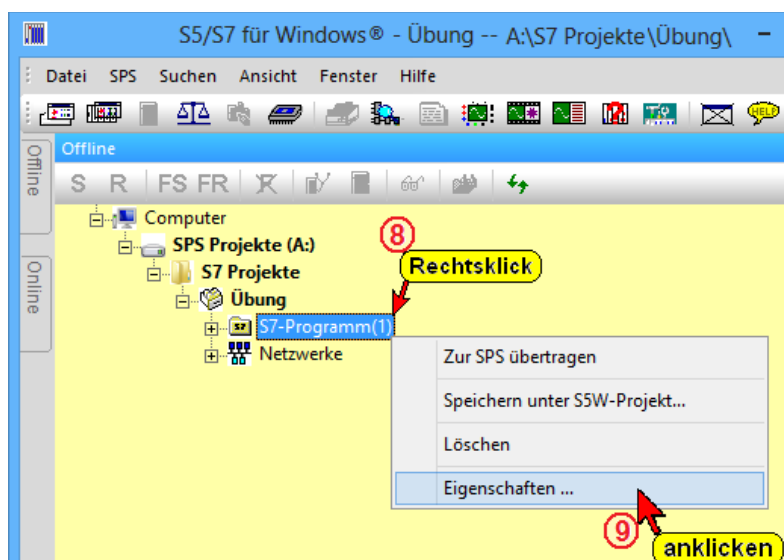 S5/S7 für Windows® - Übung -- A:\S7 Projekte\Übung\
Datei SPS Suchen Ansicht Fenster Hilfe
HELP
Offline
Offline
S R FS FR
Online
Computer
SPS Projekte (A:)
8
S7 Projekte
Rechtsklick
Übung
S7 S7-Programm(1)
Netzwerke
Zur SPS übertragen
Speichern unter S5W-Projekt...
Löschen
Eigenschaften ...
9
anklicken